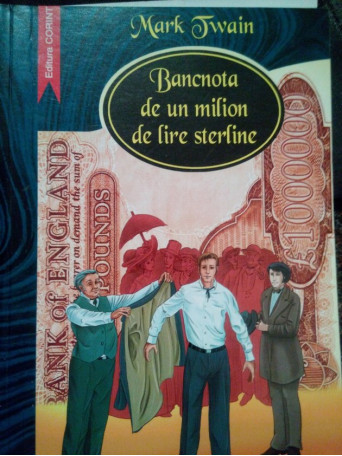 Editura CORINT
Mark Twain
Bancnota
de un milion
de lire sterline
ANK of ENGLAND
rer on demand the sum of
POUNDS
£1000000